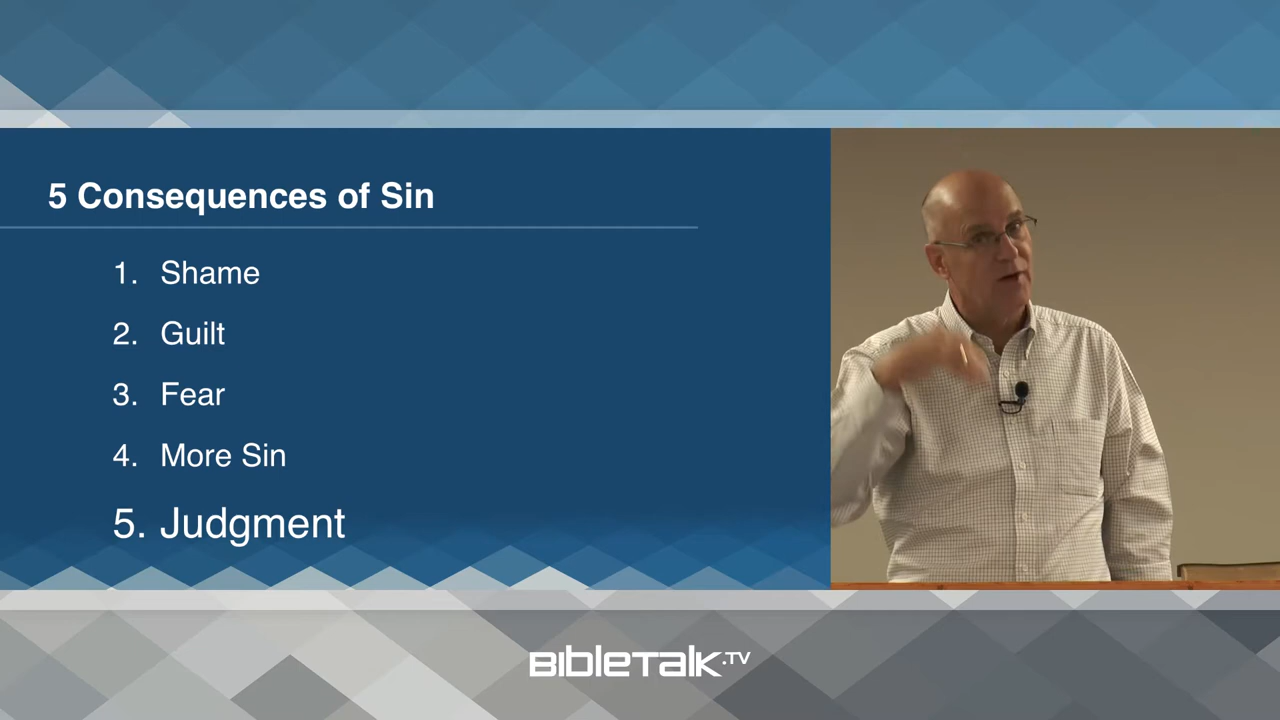 5 Consequences of Sin
1. Shame
2. Guilt
3. Fear
4. More Sin
5. Judgment
BIBLETALK.TV